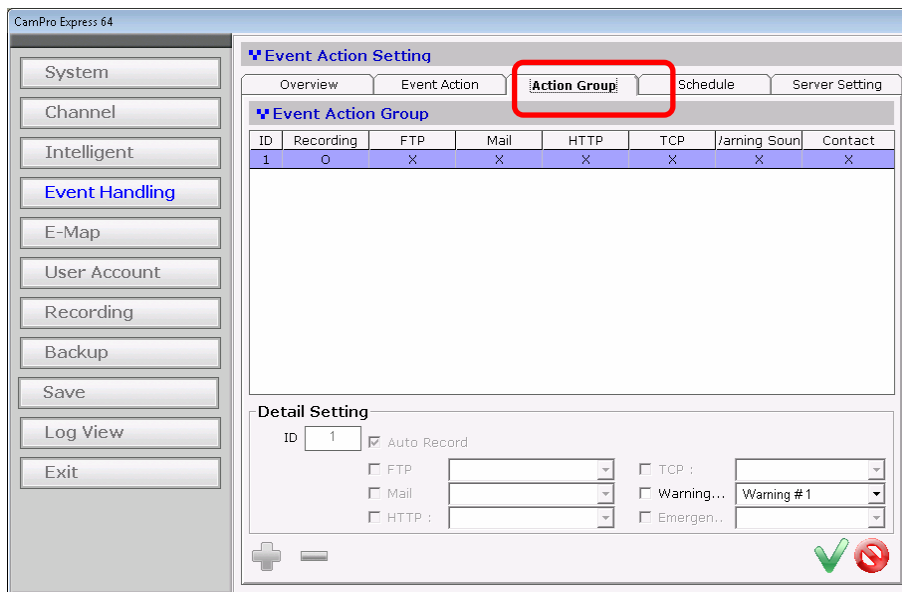 CamPro Express 64
System
Channel
Intelligent
Event Handling
E-Map
User Account
Recording
Backup
Save
Log View
Exit
Event Action Setting
Overview Event Action Action Group Schedule Server Setting
Event Action Group
ID Recording FTP Mail HTTP TCP /arning Soun Contact
1 O X X X X X X
Detail Setting
ID 1 Auto Record
FTP TCP :
Mail Warning... Warning #1
HTTP : Emergen..